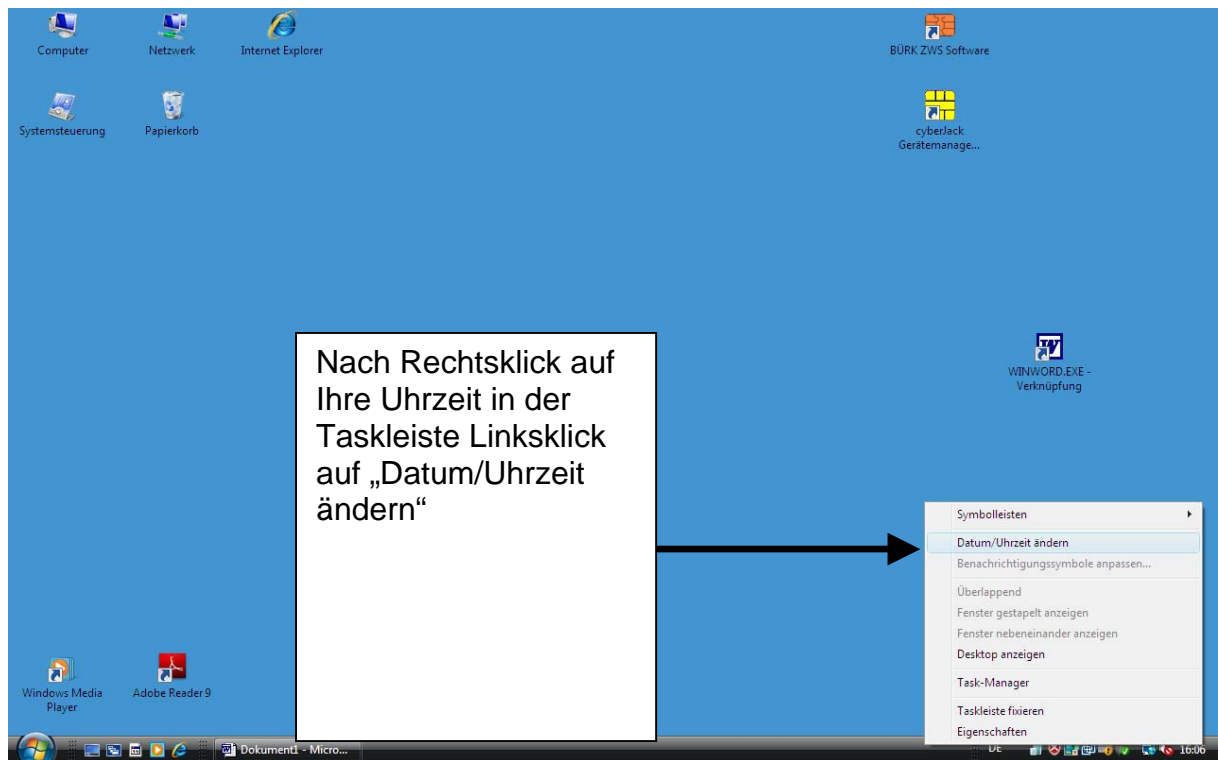 Computer
Netzwerk
Internet Explorer
BÜRK ZWS Software
Systemsteuerung
Papierkorb
cyberJack
Gerätemanage...
WINWORD.EXE -
Verknüpfung
Nach Rechtsklick auf
Ihre Uhrzeit in der
Taskleiste Linksklick
auf „Datum/Uhrzeit
ändern“
Symbolleisten
Datum/Uhrzeit ändern
Benachrichtigungssymbole anpassen...
Überlappend
Fenster gestapelt anzeigen
Fenster nebeneinander anzeigen
Desktop anzeigen
Task-Manager
Taskleiste fixieren
Eigenschaften
Windows Media
Player
Adobe Reader 9
Dokument1 - Micro...
DE
16:06